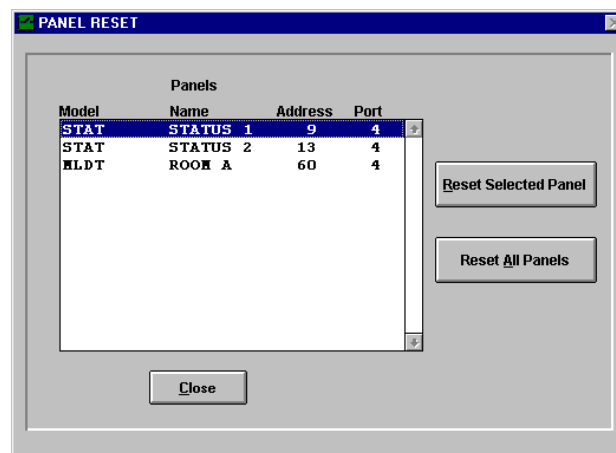 PANEL RESET
Panels
Model Name Address Port
STAT STATUS 1 9 4
STAT STATUS 2 13 4
MLDT ROOM A 60 4
Reset Selected Panel
Reset All Panels
Close